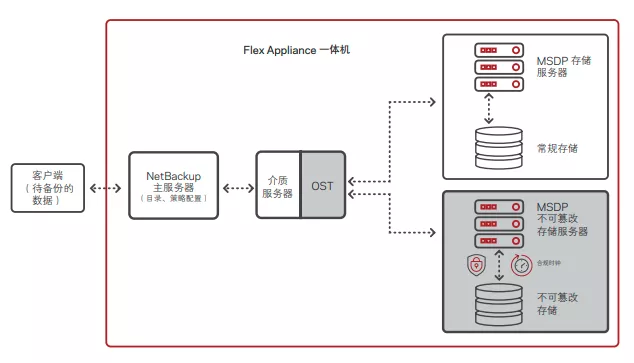 Flex Appliance 一体机
MSDP 存储
服务器
常规存储
客户端
（待备份的
数据）
NetBackup
主服务器
（目录、策略配置）
介质
服务器
OST
MSDP
不可篡改
存储服务器
合规时钟
不可篡改
存储